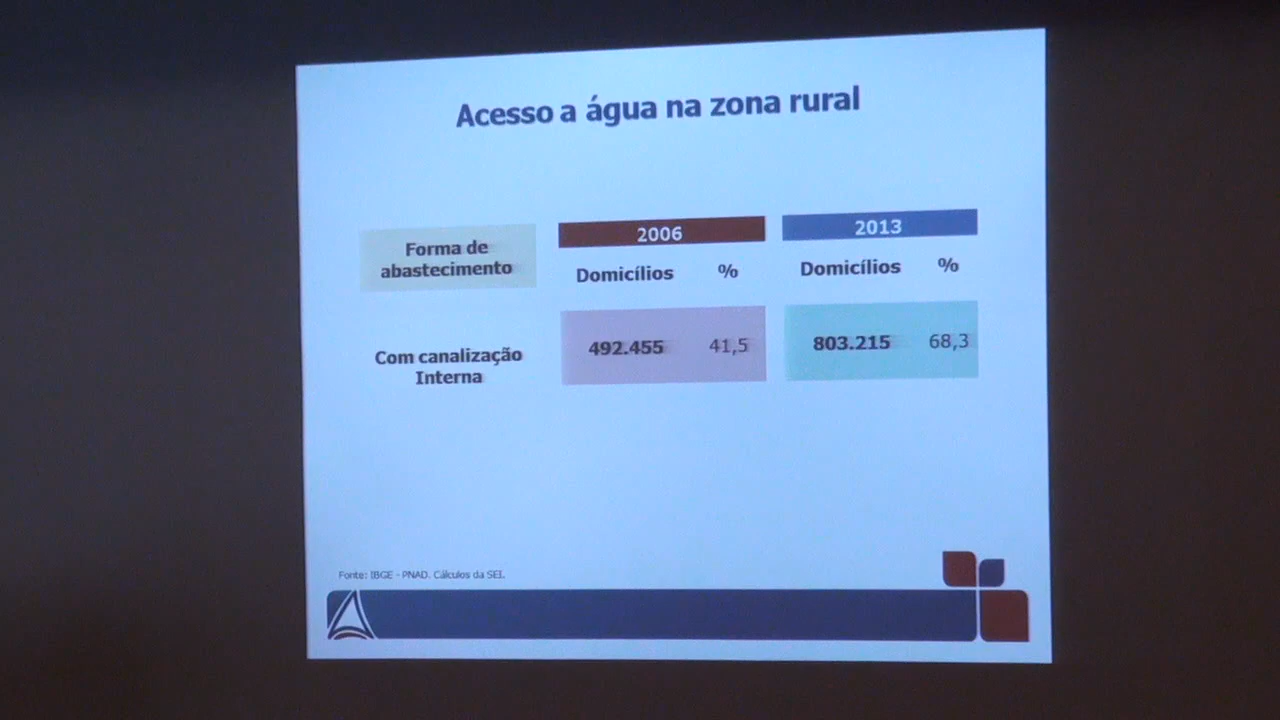 Acesso a água na zona rural
Forma de
abastecimento
2006
2013
Domicílios %
Domicílios %
Com canalização
Interna
492.455 41,5
803.215 68,3
Fonte: IBGE - PNAD. Cálculos da SEI.